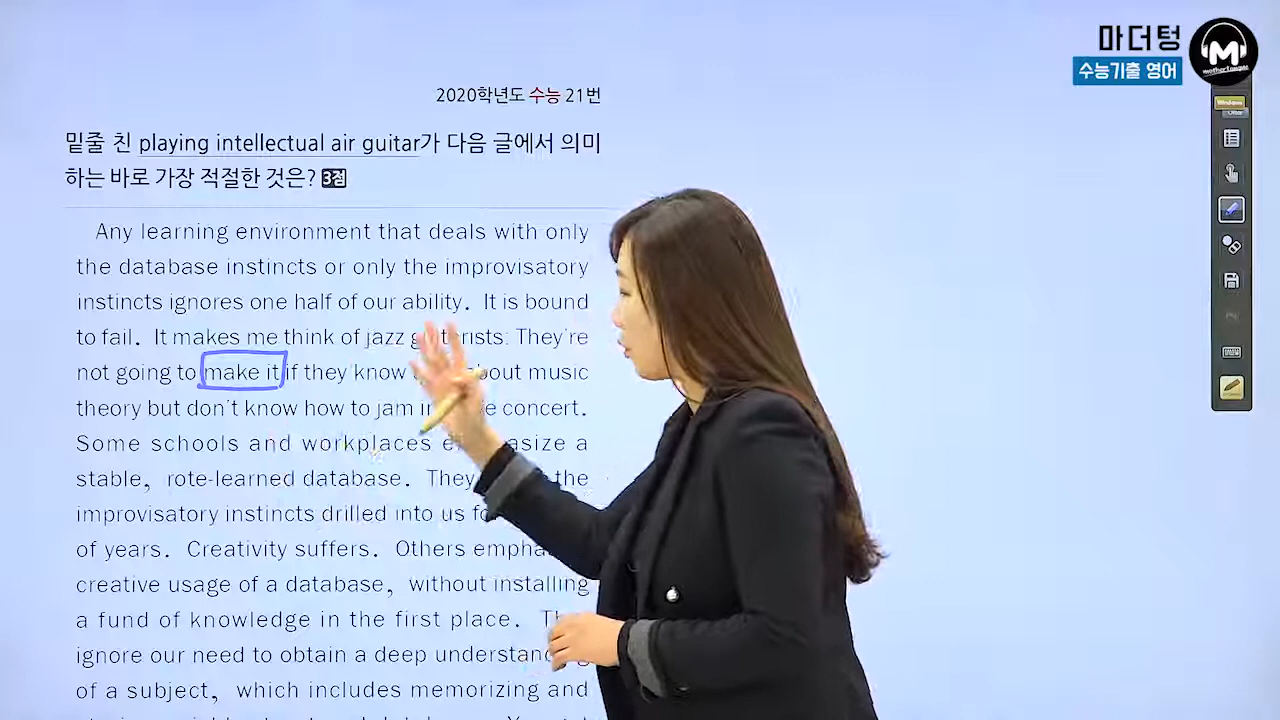 마더텅
수능기출 영어
M
mothertongue
2020학년도 수능 21번
밑줄 친 playing intellectual air guitar가 다음 글에서 의미
하는 바로 가장 적절한 것은? 3점
Any learning environment that deals with only
the database instincts or only the improvisatory
instincts ignores one half of our ability. It is bound
to fail. It makes me think of jazz They're
not going to make it if they know music
theory but don't know how to jam concert.
Some schools and workplaces a
stable, rote-learned database. They the
improvisatory instincts drilled into us
of years. Creativity suffers. Others
creative usage of a database, without installing
a fund of knowledge in the first place.
ignore our need to obtain a deep
of a subject, which includes memorizing and